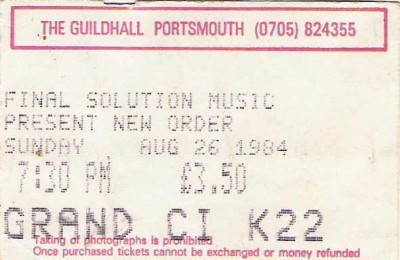 THE GUILDHALL PORTSMOUTH (0705) 824355
FINAL SOLUTION MUSIC
PRESENT NEW ORDER
SUNDAY AUG 26 1984
7:30 PM £3.50
GRAND CI K22
Taking of photographs is prohibited
Once purchased tickets cannot be exchanged or money refunded